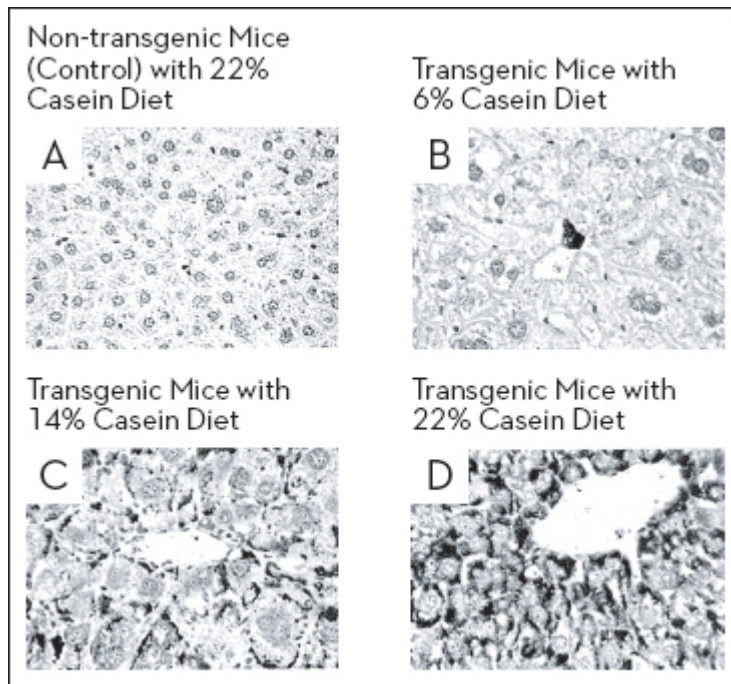 Non-transgenic Mice
(Control) with 22%
Casein Diet
Transgenic Mice with
6% Casein Diet
A
B
Transgenic Mice with
14% Casein Diet
Transgenic Mice with
22% Casein Diet
C
D